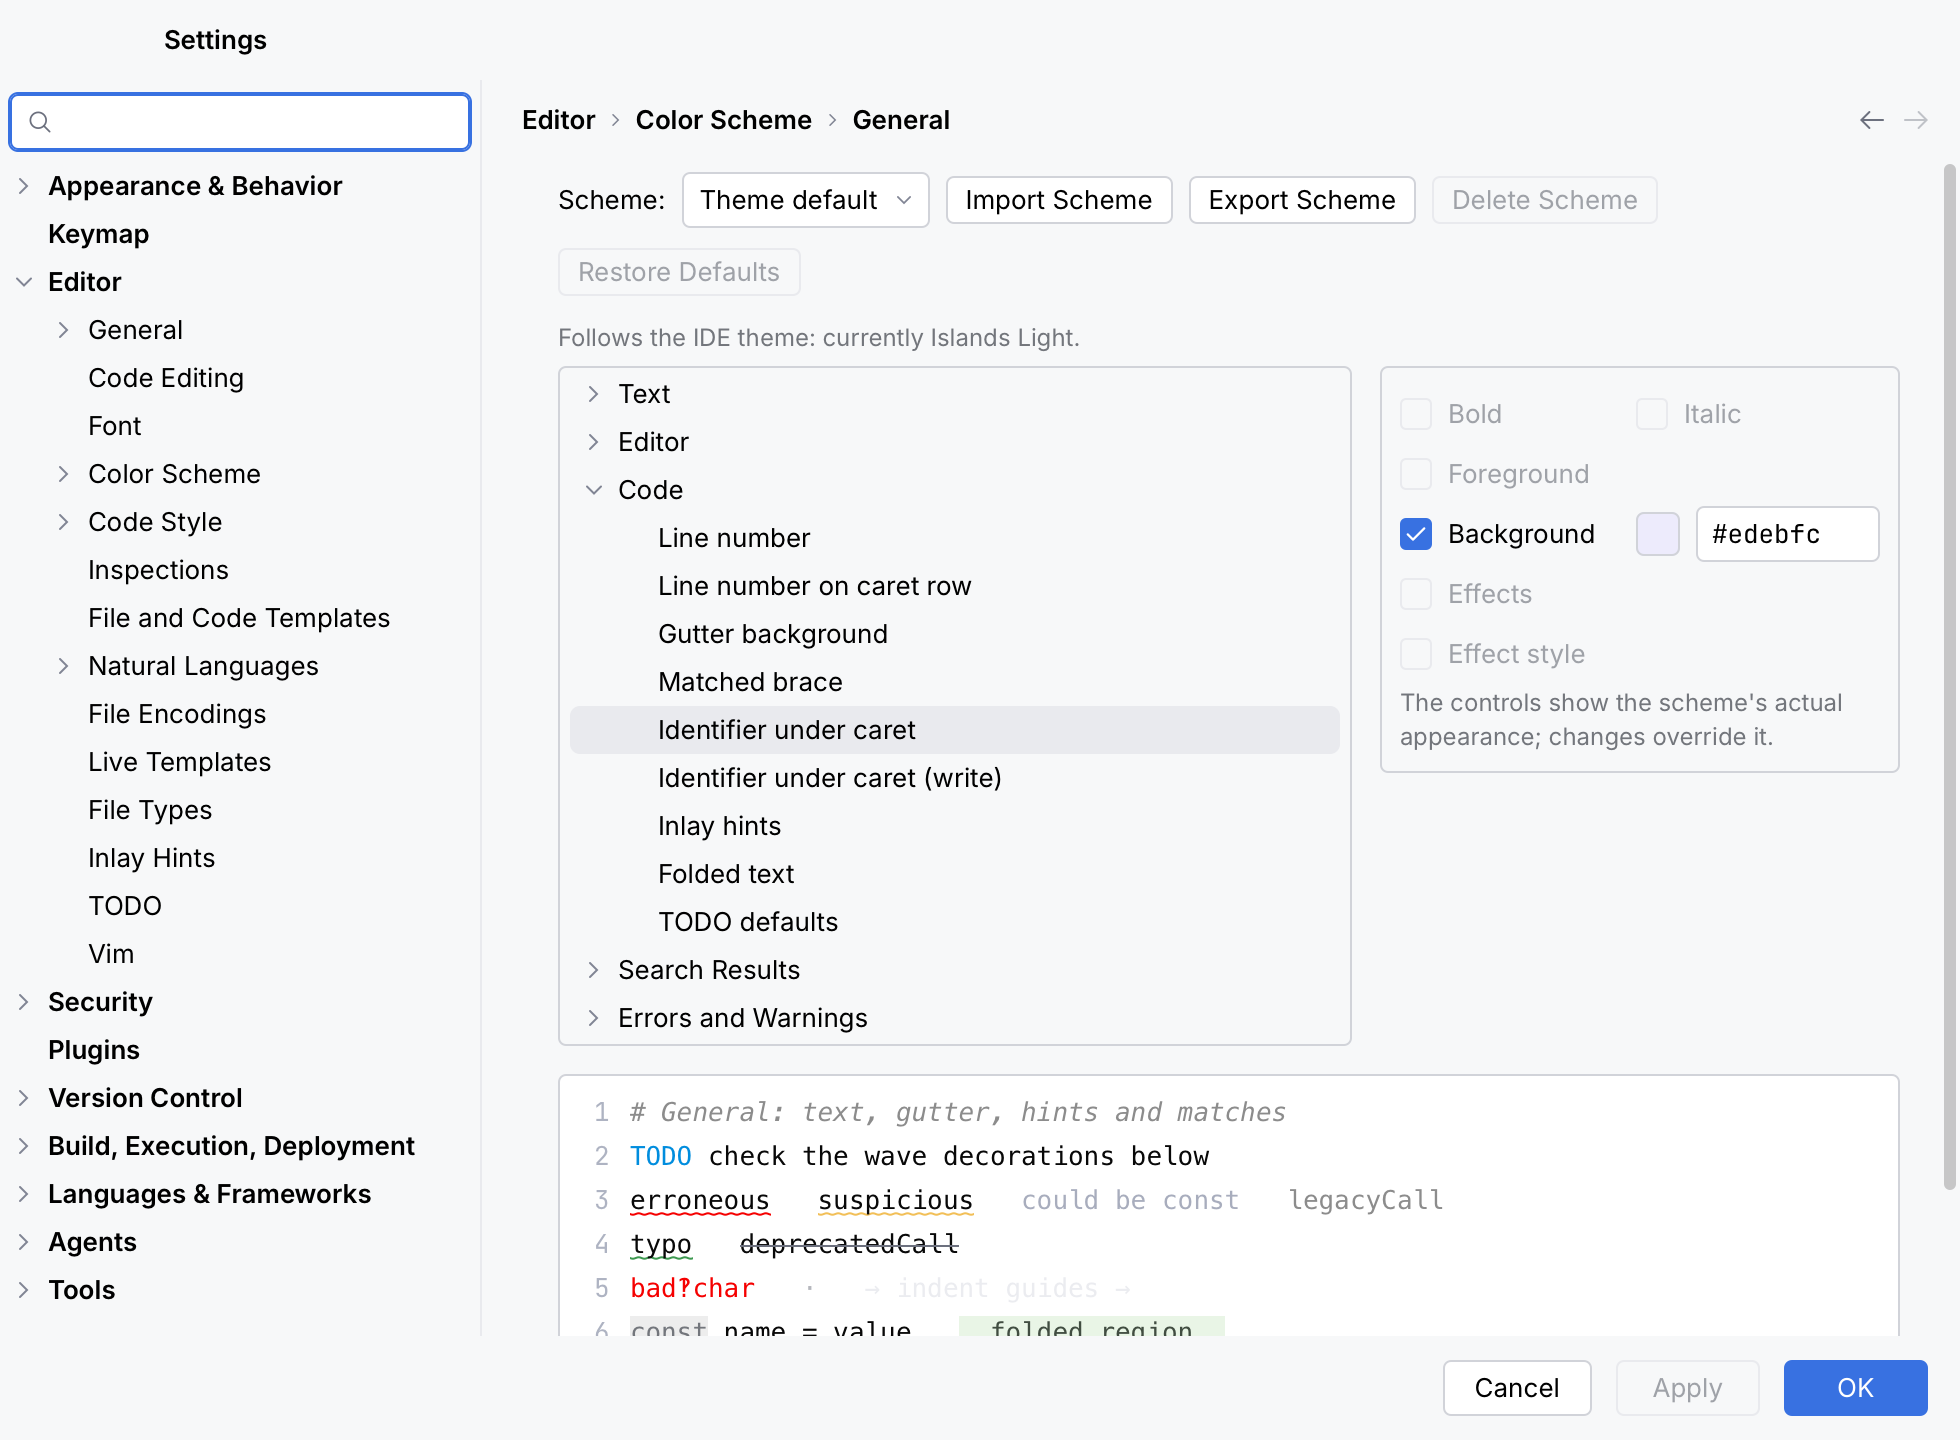 Settings
Appearance & Behavior
Keymap
Editor
General
Code Editing
Font
Color Scheme
Code Style
Inspections
File and Code Templates
Natural Languages
File Encodings
Live Templates
File Types
Inlay Hints
TODO
Vim
Security
Plugins
Version Control
Build, Execution, Deployment
Languages & Frameworks
Agents
Tools
Editor › Color Scheme › General
Scheme: Theme default Import Scheme Export Scheme Delete Scheme
Restore Defaults
Follows the IDE theme: currently Islands Light.
Text
Editor
Code
Line number
Line number on caret row
Gutter background
Matched brace
Identifier under caret
Identifier under caret (write)
Inlay hints
Folded text
TODO defaults
Search Results
Errors and Warnings
Bold Italic
Foreground
Background #edebfc
Effects
Effect style
The controls show the scheme's actual
appearance; changes override it.
1 # General: text, gutter, hints and matches
2 TODO check the wave decorations below
3 erroneous suspicious could be const legacyCall
4 typo deprecatedCall
5 bad‽char · → indent guides →
6 const name = value folded region
Cancel Apply OK